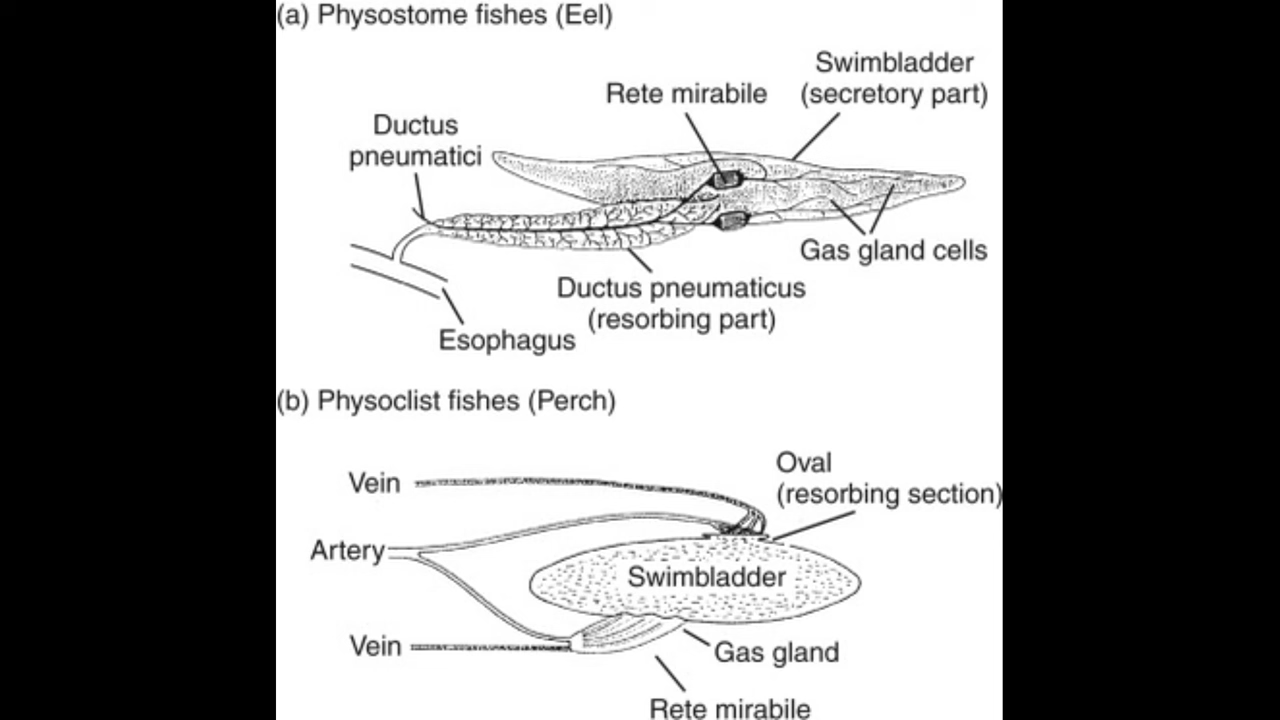 (a) Physostome fishes (Eel)
Swimbladder
(secretory part)
Rete mirabile
Ductus
pneumatici
Gas gland cells
Ductus pneumaticus
(resorbing part)
Esophagus
(b) Physoclist fishes (Perch)
Oval
(resorbing section)
Vein
Artery
Swimbladder
Vein
Gas gland
Rete mirabile